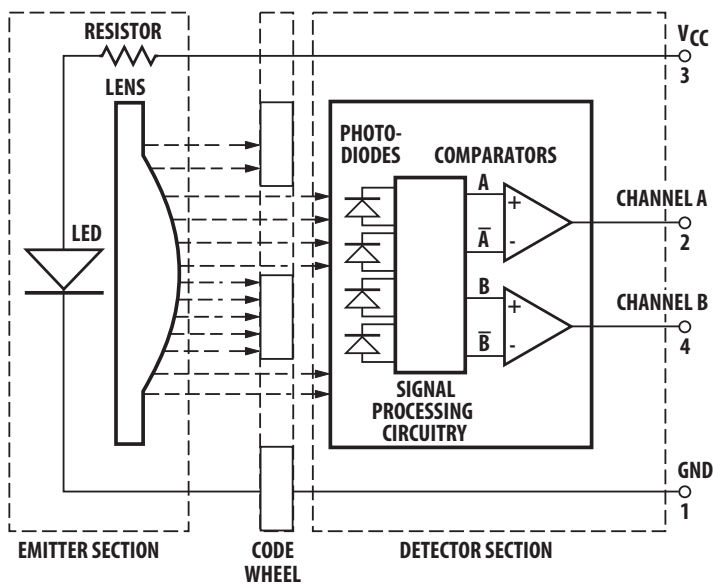 RESISTOR
LENS
LED
V CC
3
PHOTO-
DIODES
COMPARATORS
A
+
A̅
-
CHANNEL A
2
B
+
B̅
-
CHANNEL B
4
SIGNAL
PROCESSING
CIRCUITRY
GND
1
EMITTER SECTION
CODE
WHEEL
DETECTOR SECTION